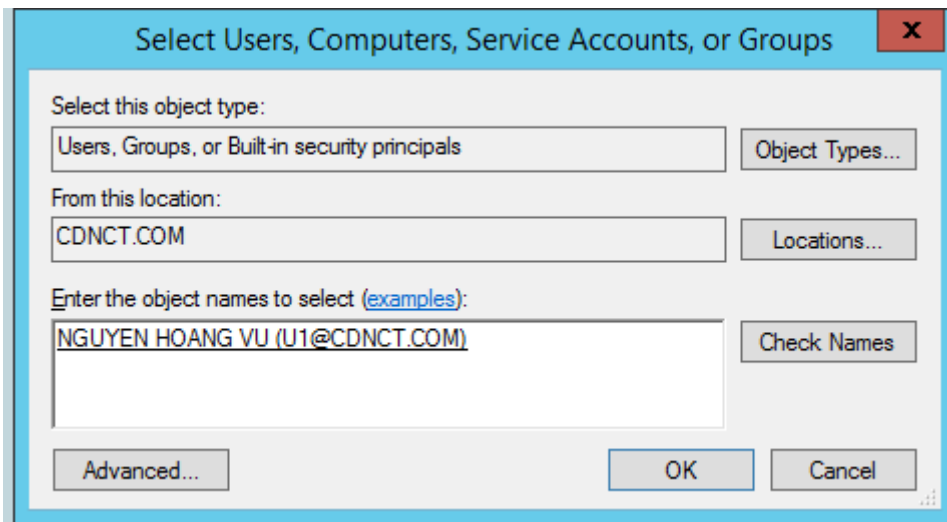 Select Users, Computers, Service Accounts, or Groups
x
Select this object type:
Users, Groups, or Built-in security principals
Object Types...
From this location:
CDNCT.COM
Locations...
Enter the object names to select (examples):
NGUYEN HOANG VU (U1@CDNCT.COM)
Check Names
Advanced...
OK
Cancel